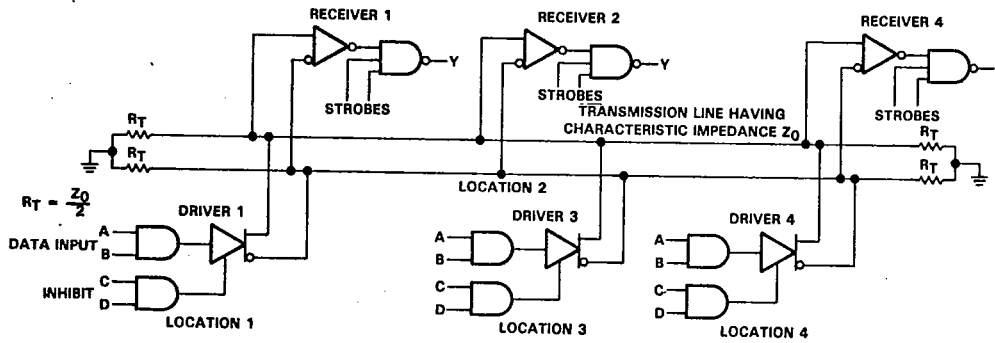 RECEIVER 1
RECEIVER 2
RECEIVER 4
Y
Y
STROBES
STROBES
STROBES
TRANSMISSION LINE HAVING
CHARACTERISTIC IMPEDANCE Z0
RT
RT
RT
RT
LOCATION 2
RT = Z0/2
DRIVER 1
DRIVER 3
DRIVER 4
A
DATA INPUT
B
A
B
A
B
INHIBIT
C
D
C
D
C
D
LOCATION 1
LOCATION 3
LOCATION 4